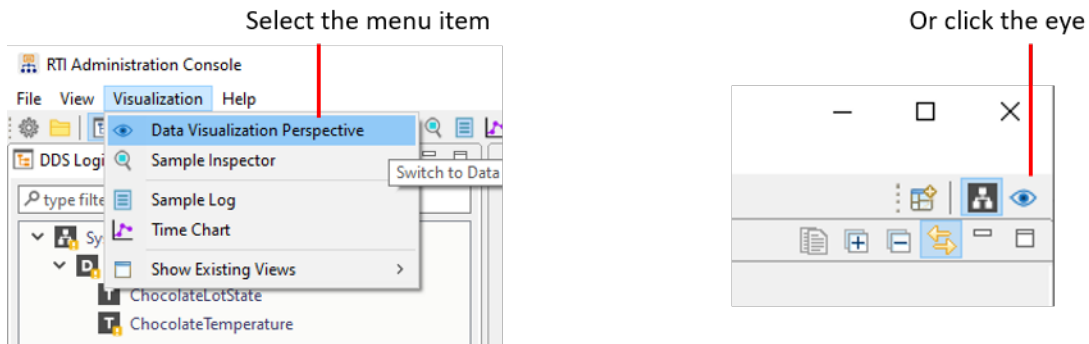 Select the menu item
Or click the eye
RTI Administration Console
File View Visualization Help
Data Visualization Perspective
DDS Logi
Sample Inspector
Switch to Data
type filte
Sample Log
Sy
Time Chart
D
Show Existing Views
T ChocolateLotState
T ChocolateTemperature